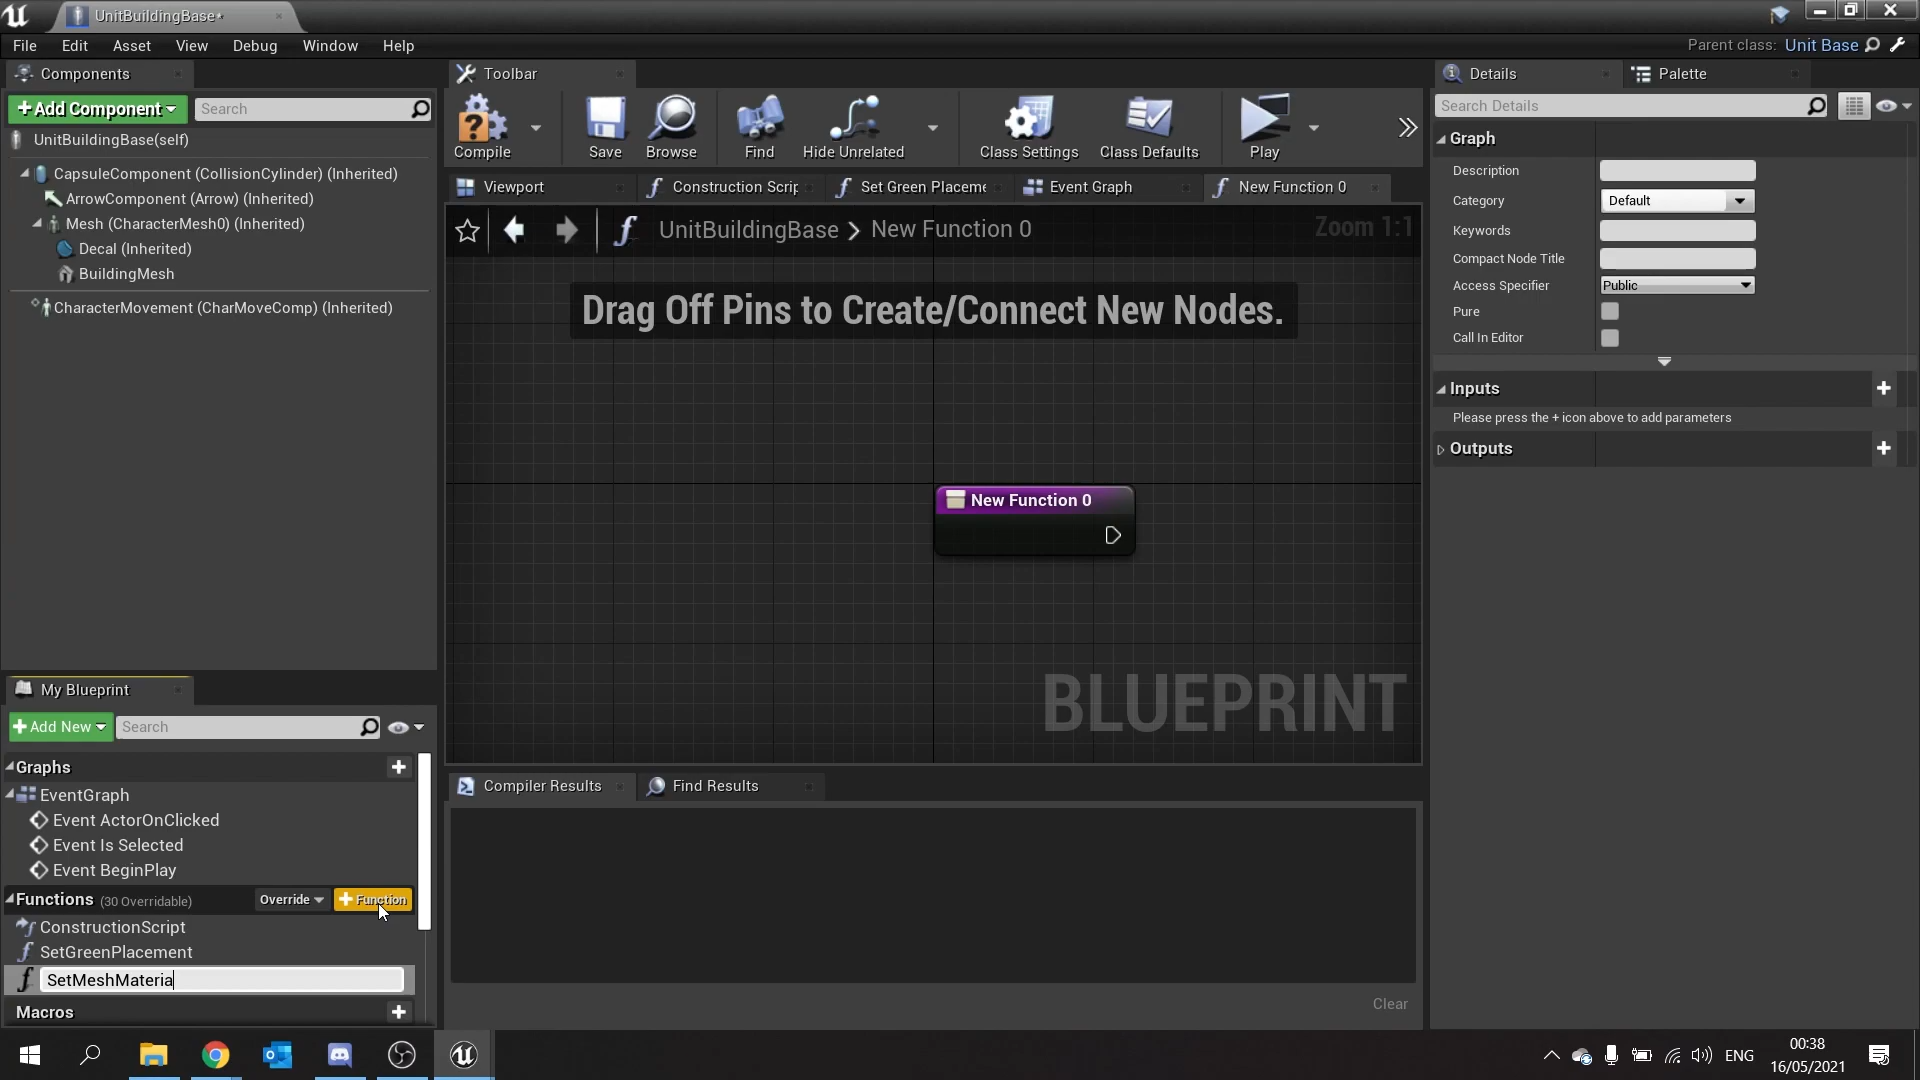 UnitBuildingBase*
File Edit Asset View Debug Window Help
Parent class: Unit Base
Components
Add Component
Search
UnitBuildingBase(self)
CapsuleComponent (CollisionCylinder) (Inherited)
ArrowComponent (Arrow) (Inherited)
Mesh (CharacterMesh0) (Inherited)
Decal (Inherited)
BuildingMesh
CharacterMovement (CharMoveComp) (Inherited)
Toolbar
Compile Save Browse Find Hide Unrelated Class Settings Class Defaults Play
Viewport Construction Scrip Set Green Placeme Event Graph New Function 0
UnitBuildingBase New Function 0
Zoom 1:1
Drag Off Pins to Create/Connect New Nodes.
New Function 0
BLUEPRINT
Compiler Results Find Results
Clear
Details Palette
Search Details
Graph
Description
Category Default
Keywords
Compact Node Title
Access Specifier Public
Pure
Call In Editor
Inputs
Please press the + icon above to add parameters
Outputs
My Blueprint
Add New Search
Graphs
EventGraph
Event ActorOnClicked
Event Is Selected
Event BeginPlay
Functions (30 Overridable) Override Function
ConstructionScript
SetGreenPlacement
SetMeshMateria
Macros
ENG
00:38
16/05/2021